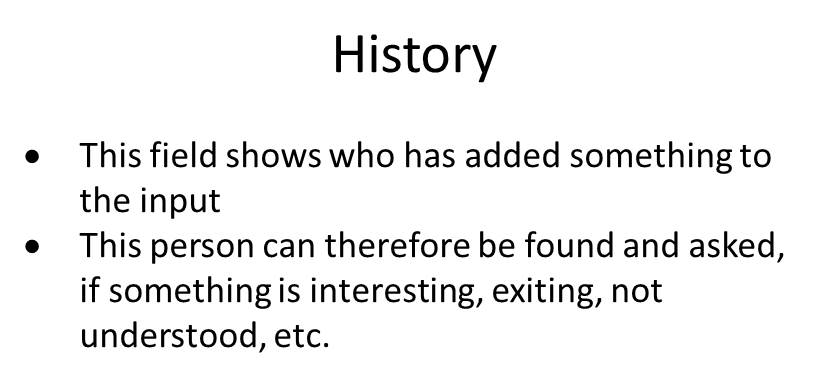 History
• This field shows who has added something to
the input
• This person can therefore be found and asked,
if something is interesting, exiting, not
understood, etc.